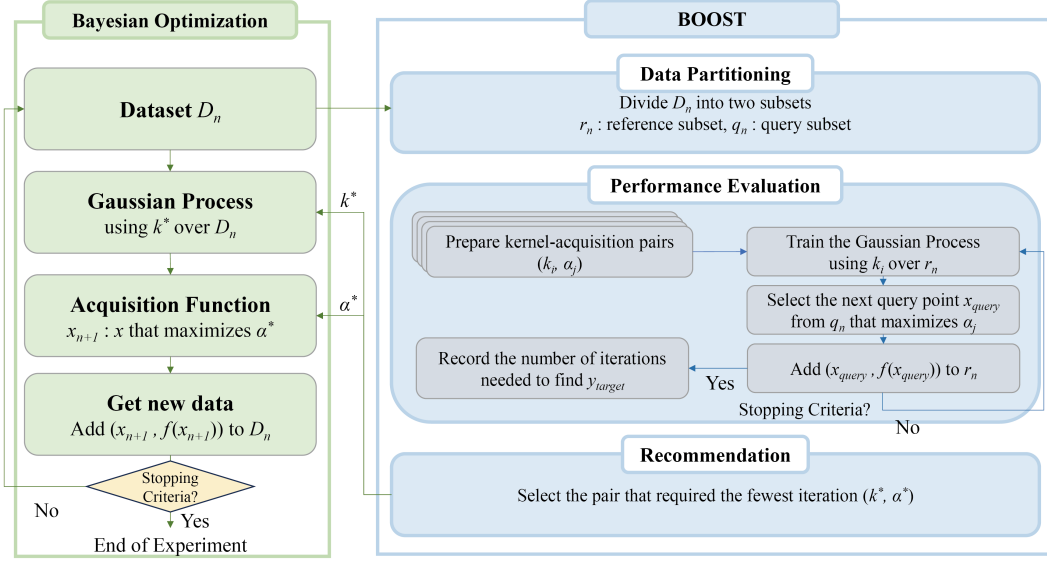 Bayesian Optimization
Dataset Dₙ
Gaussian Process
using k* over Dₙ
Acquisition Function
xₙ₊₁ : x that maximizes α*
Get new data
Add (xₙ₊₁ , f(xₙ₊₁)) to Dₙ
Stopping
Criteria?
No
Yes
End of Experiment
k*
α*
BOOST
Data Partitioning
Divide Dₙ into two subsets
rₙ : reference subset, qₙ : query subset
Performance Evaluation
Prepare kernel-acquisition pairs
(kᵢ, αⱼ)
Train the Gaussian Process
using kᵢ over rₙ
Select the next query point x_query
from qₙ that maximizes αⱼ
Add (x_query , f(x_query)) to rₙ
Stopping Criteria?
Yes
No
Record the number of iterations
needed to find y_target
Recommendation
Select the pair that required the fewest iteration (k*, α*)